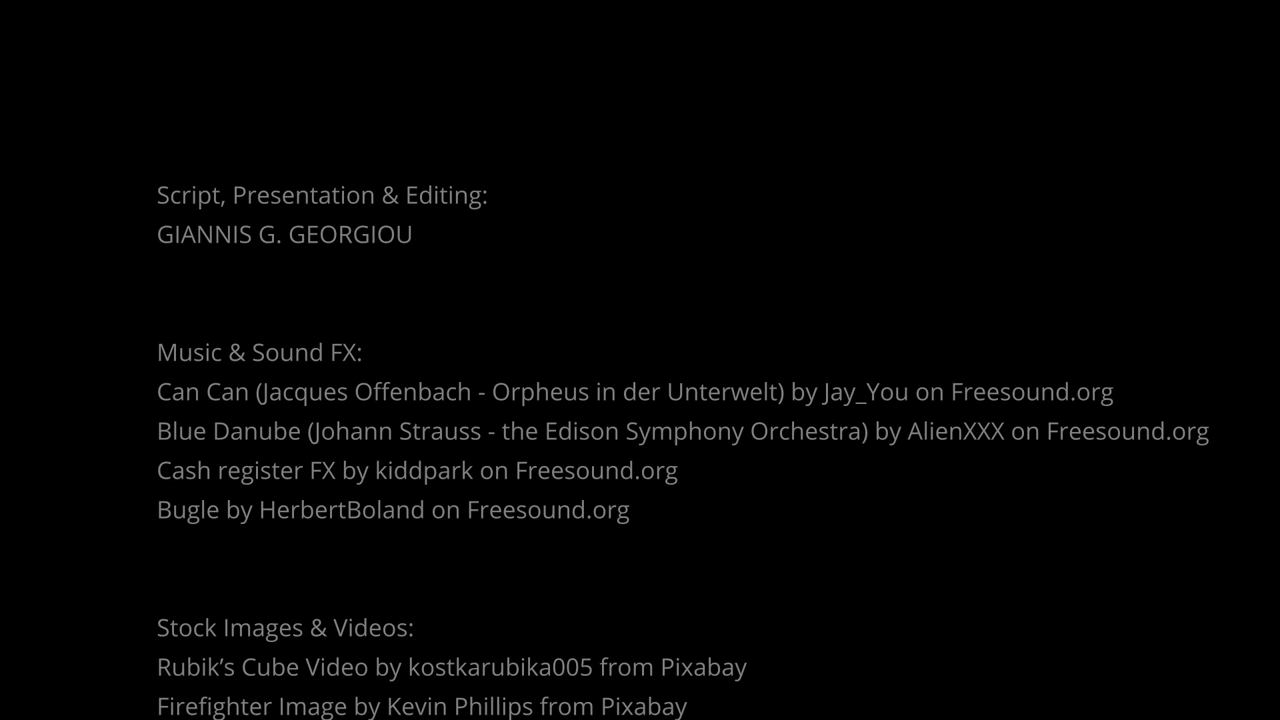 Script, Presentation & Editing:
GIANNIS G. GEORGIOU
Music & Sound FX:
Can Can (Jacques Offenbach - Orpheus in der Unterwelt) by Jay_You on Freesound.org
Blue Danube (Johann Strauss - the Edison Symphony Orchestra) by AlienXXX on Freesound.org
Cash register FX by kiddpark on Freesound.org
Bugle by HerbertBoland on Freesound.org
Stock Images & Videos:
Rubik’s Cube Video by kostkarubika005 from Pixabay
Firefighter Image by Kevin Phillips from Pixabay